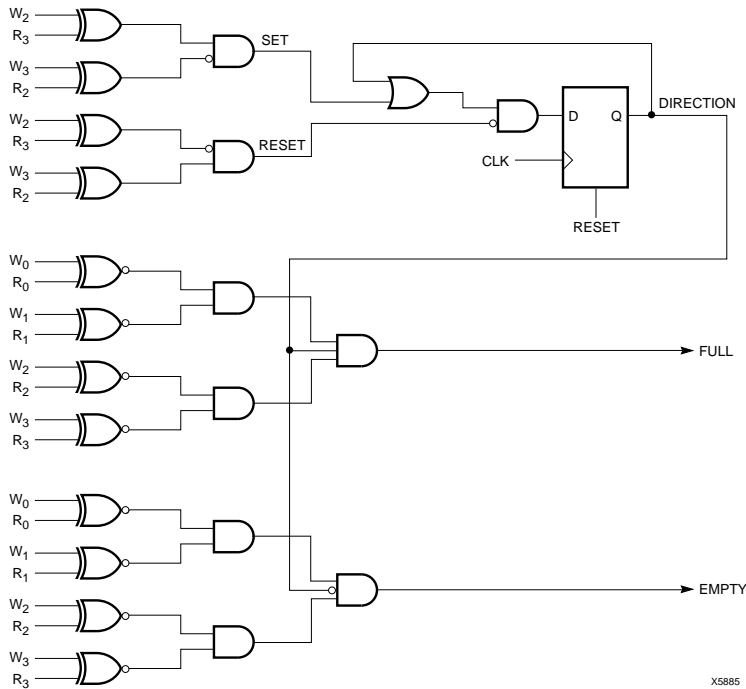 W2
R3
SET
W3
R2
W2
R3
RESET
W3
R2
D
Q
DIRECTION
CLK
RESET
W0
R0
W1
R1
W2
R2
W3
R3
FULL
W0
R0
W1
R1
W2
R2
W3
R3
EMPTY
X5885